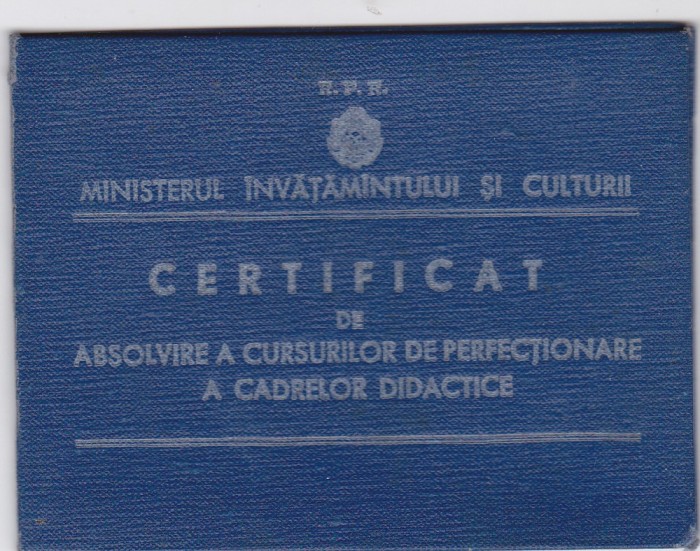 R. P. R.
MINISTERUL ÎNVĂȚĂMÎNTULUI ȘI CULTURII
CERTIFICAT
DE
ABSOLVIRE A CURSURILOR DE PERFECȚIONARE
A CADRELOR DIDACTICE